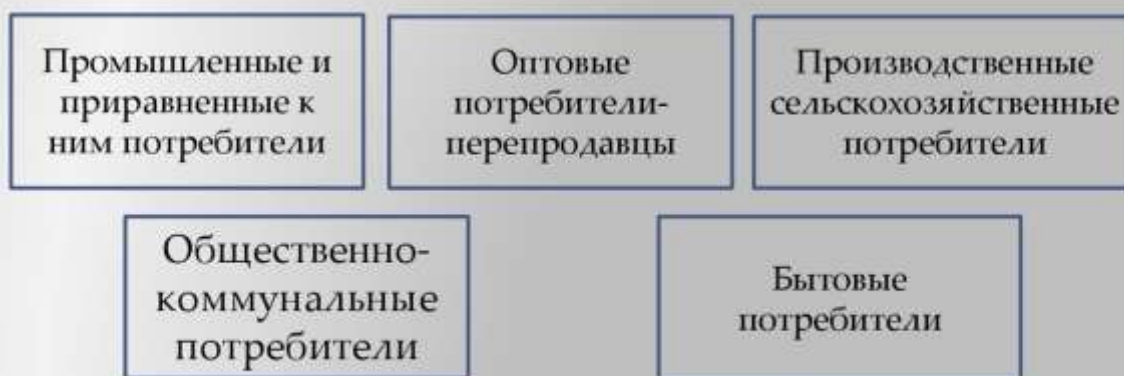 Промышленные и
приравненные к
ним потребители
Оптовые
потребители-
перепродавцы
Производственные
сельскохозяйственные
потребители
Общественно-
коммунальные
потребители
Бытовые
потребители